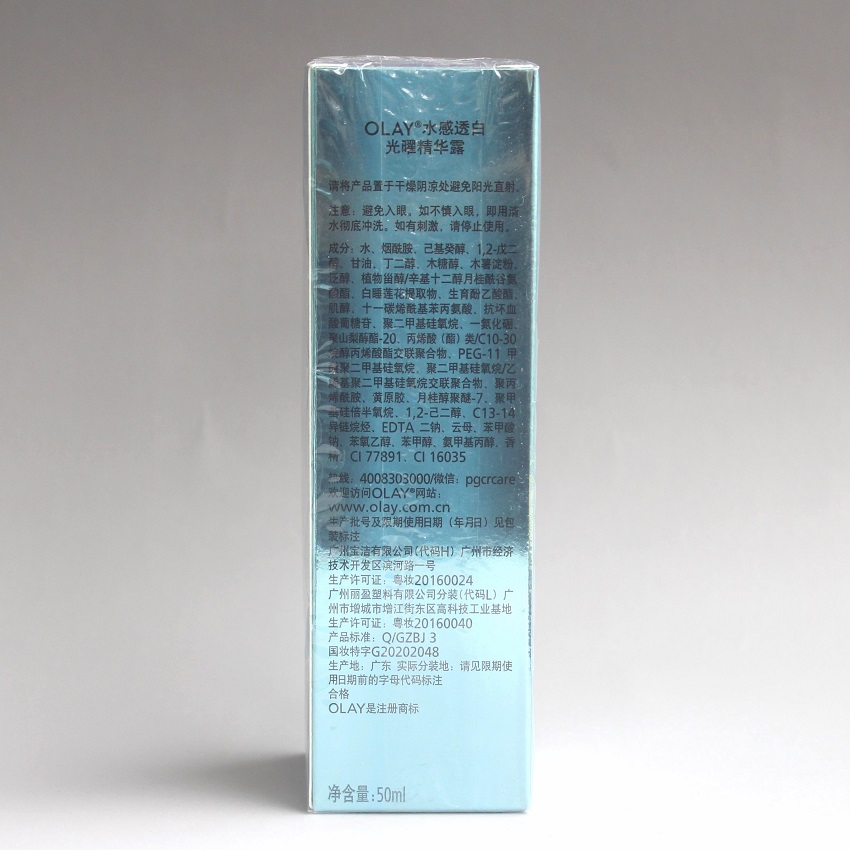 OLAY®水感透白
光曜精华露
请将产品置于干燥阴凉处避免阳光直射。
注意：避免入眼。如不慎入眼，即用清
水彻底冲洗。如有刺激，请停止使用。
成分：水、烟酰胺、己基癸醇、1,2-戊二
醇、甘油、丁二醇、木糖醇、木薯淀粉、
泛醇、植物甾醇/辛基十二醇月桂酰谷氨
酸酯、白睡莲花提取物、生育酚乙酸酯、
肌醇、十一碳烯酰基苯丙氨酸、抗坏血
酸葡糖苷、聚二甲基硅氧烷、一氮化硼、
聚山梨醇酯-20、丙烯酸（酯）类/C10-30
烷醇丙烯酸酯交联聚合物、PEG-11 甲
醚聚二甲基硅氧烷、聚二甲基硅氧烷/乙
烯基聚二甲基硅氧烷交联聚合物、聚丙
烯酰胺、黄原胶、月桂醇聚醚-7、聚甲
基硅倍半氧烷、1,2-己二醇、C13-14
异链烷烃、EDTA 二钠、云母、苯甲酸
钠、苯氧乙醇、苯甲醇、氨甲基丙醇、香
精、CI 77891、CI 16035
热线：4008303000/微信：pgcrcare
欢迎访问OLAY®网站：
www.olay.com.cn
生产批号及限期使用日期（年月日）见包
装标注
广州宝洁有限公司(代码H）广州市经济
技术开发区滨河路一号
生产许可证：粤妆20160024
广州丽盈塑料有限公司分装(代码L）广
州市增城市增江街东区高科技工业基地
生产许可证：粤妆20160040
产品标准：Q/GZBJ 3
国妆特字G20202048
生产地：广东 实际分装地：请见限期使
用日期前的字母代码标注
合格
OLAY是注册商标
净含量：50ml